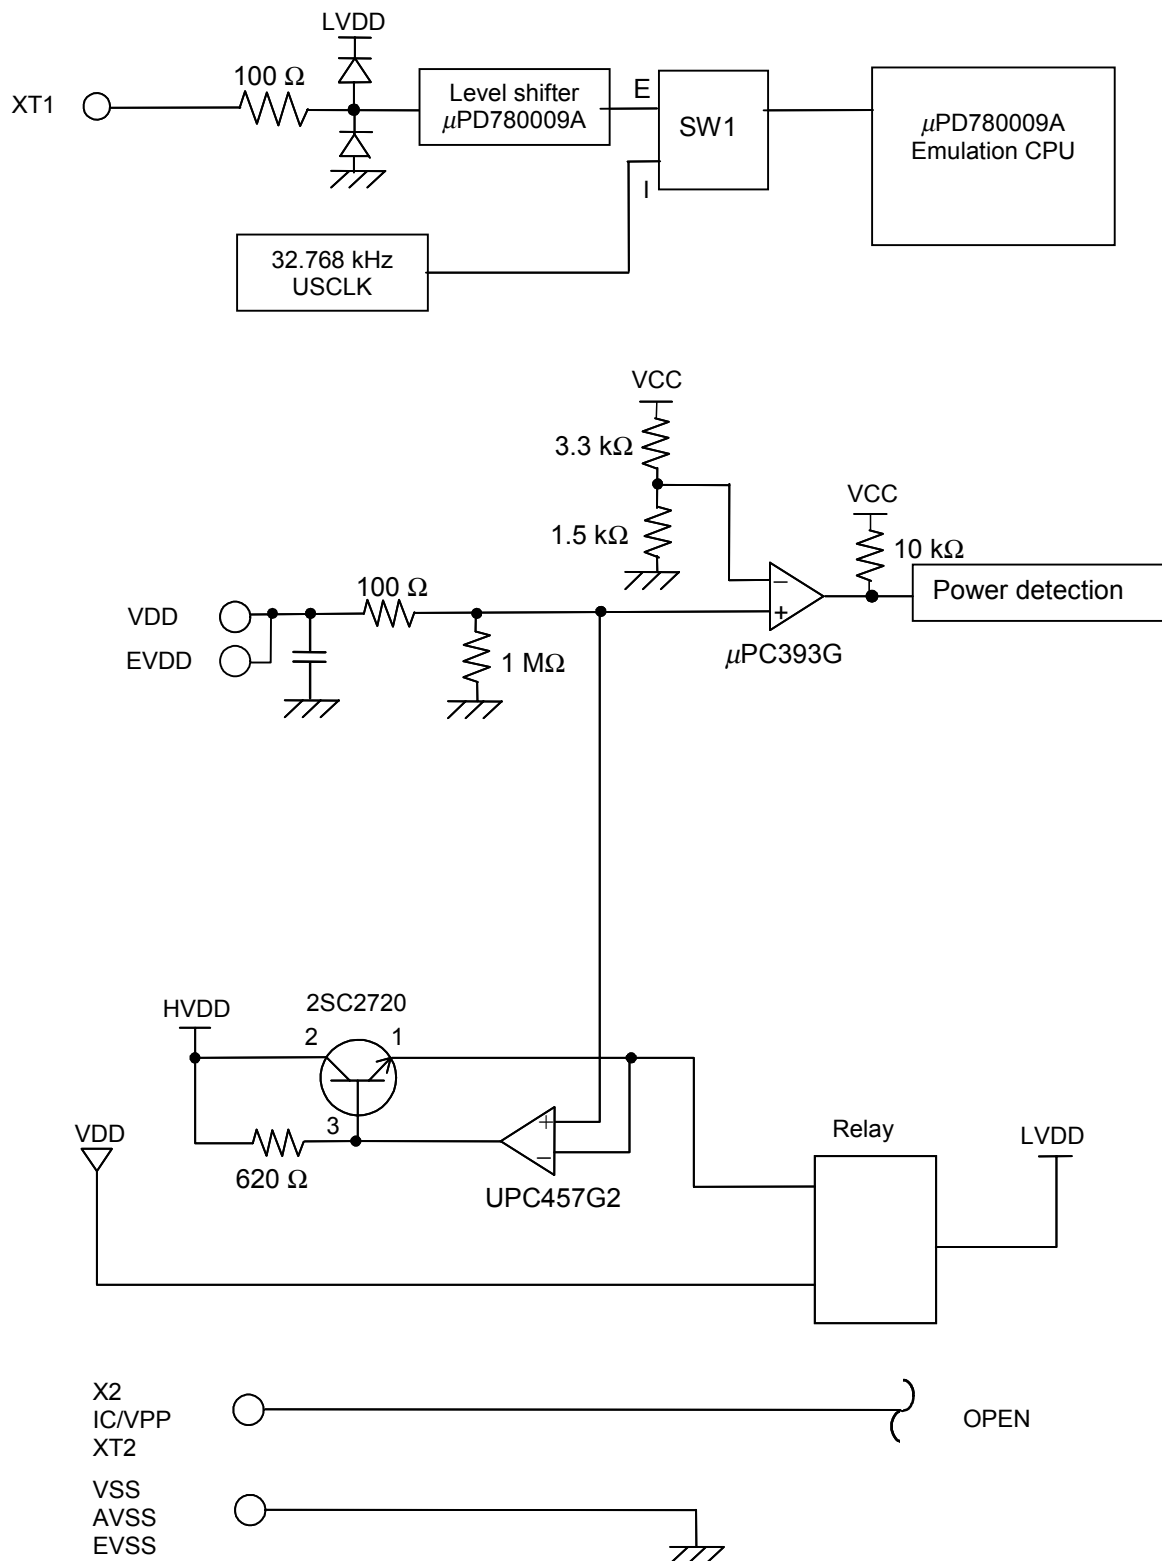 LVDD
100 Ω
XT1
Level shifter
µPD780009A
E
SW1
I
µPD780009A
Emulation CPU
32.768 kHz
USCLK
VCC
3.3 kΩ
1.5 kΩ
VCC
10 kΩ
Power detection
100 Ω
VDD
EVDD
1 MΩ
−
+
µPC393G
HVDD
2SC2720
2
1
3
VDD
620 Ω
+
−
UPC457G2
Relay
LVDD
X2
IC/VPP
XT2
OPEN
VSS
AVSS
EVSS